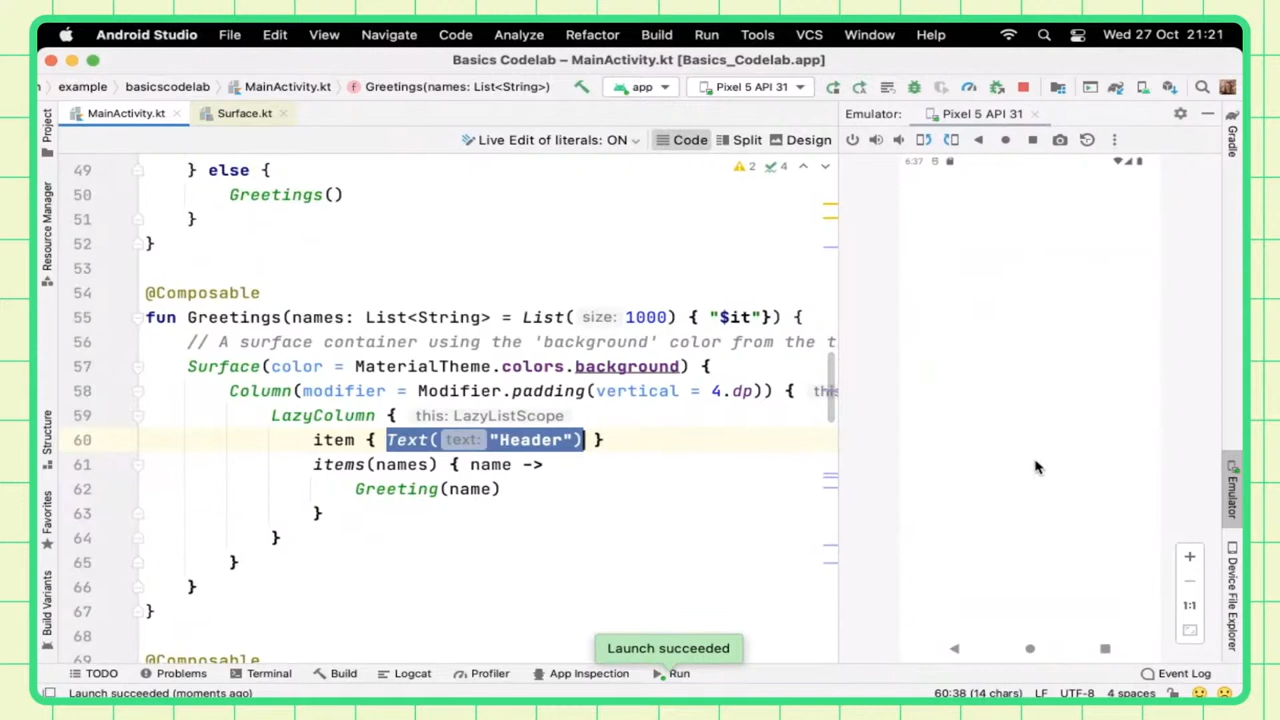 Android Studio File Edit View Navigate Code Analyze Refactor Build Run Tools VCS Window Help Wed 27 Oct 21:21
Basics Codelab – MainActivity.kt [Basics_Codelab.app]
example basicscodelab MainActivity.kt Greetings(names: List<String>) app Pixel 5 API 31
MainActivity.kt Surface.kt Emulator: Pixel 5 API 31
Live Edit of literals: ON Code Split Design
6:37
2 4
49 } else {
50 Greetings()
51 }
52 }
53
54 @Composable
55 fun Greetings(names: List<String> = List( size: 1000) { "$it"}) {
56 // A surface container using the 'background' color from the t
57 Surface(color = MaterialTheme.colors.background) {
58 Column(modifier = Modifier.padding(vertical = 4.dp)) { this
59 LazyColumn { this: LazyListScope
60 item { Text( text: "Header") }
61 items(names) { name ->
62 Greeting(name)
63 }
64 }
65 }
66 }
67 }
68
69 @Composable
Project
Resource Manager
Structure
Favorites
Build Variants
Gradle
Emulator
Device File Explorer
1:1
Launch succeeded
TODO Problems Terminal Build Logcat Profiler App Inspection Run Event Log
Launch succeeded (moments ago) 60:38 (14 chars) LF UTF-8 4 spaces